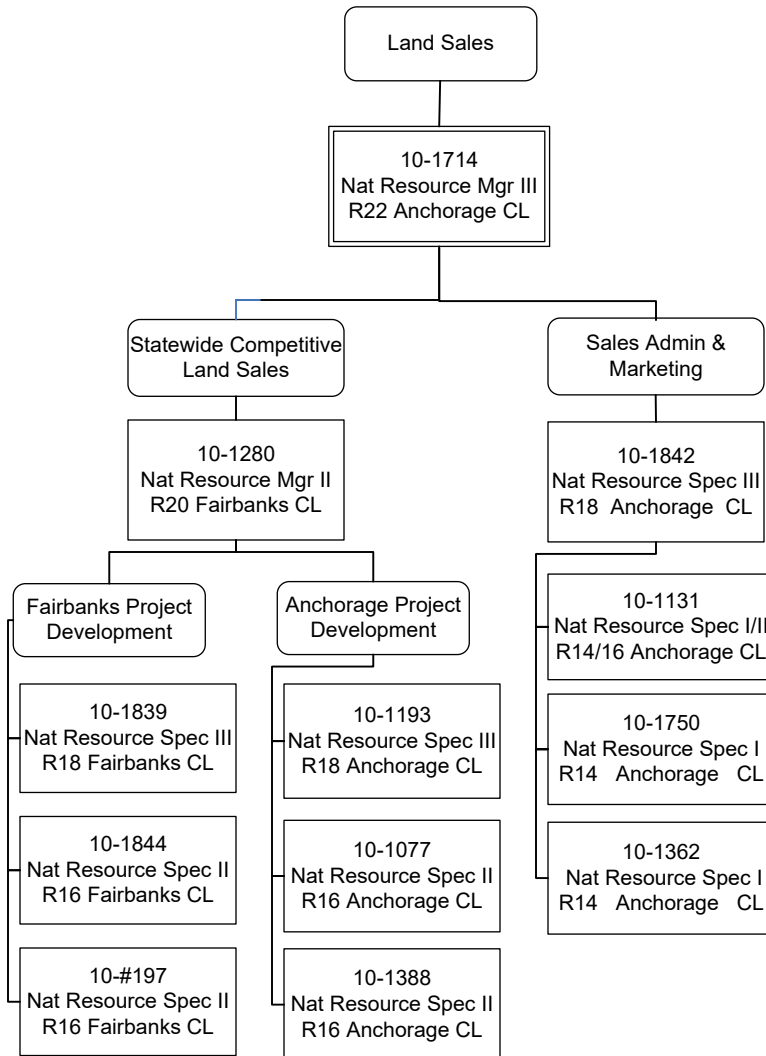 Land Sales
10-1714
Nat Resource Mgr III
R22 Anchorage CL
Statewide Competitive
Land Sales
10-1280
Nat Resource Mgr II
R20 Fairbanks CL
Fairbanks Project
Development
10-1839
Nat Resource Spec III
R18 Fairbanks CL
10-1844
Nat Resource Spec II
R16 Fairbanks CL
10-#197
Nat Resource Spec II
R16 Fairbanks CL
Anchorage Project
Development
10-1193
Nat Resource Spec III
R18 Anchorage CL
10-1077
Nat Resource Spec II
R16 Anchorage CL
10-1388
Nat Resource Spec II
R16 Anchorage CL
Sales Admin &
Marketing
10-1842
Nat Resource Spec III
R18 Anchorage CL
10-1131
Nat Resource Spec I/II
R14/16 Anchorage CL
10-1750
Nat Resource Spec I
R14 Anchorage CL
10-1362
Nat Resource Spec I
R14 Anchorage CL